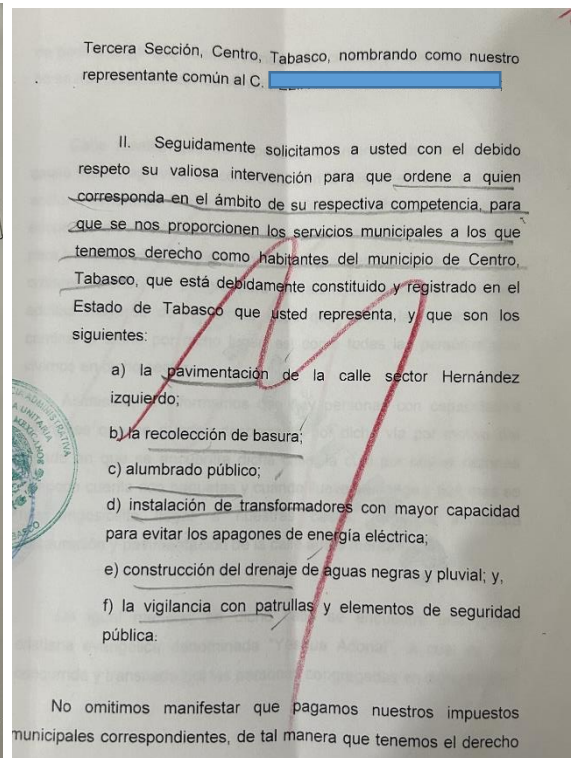 Tercera Sección, Centro, Tabasco, nombrando como nuestro
representante común al C.
II. Seguidamente solicitamos a usted con el debido
respeto su valiosa intervención para que ordene a quien
corresponda en el ámbito de su respectiva competencia, para
que se nos proporcionen los servicios municipales a los que
tenemos derecho como habitantes del municipio de Centro,
Tabasco, que está debidamente constituido y registrado en el
Estado de Tabasco que usted representa, y que son los
siguientes:
a) la pavimentación de la calle sector Hernández
izquierdo;
b) la recolección de basura;
c) alumbrado público;
d) instalación de transformadores con mayor capacidad
para evitar los apagones de energía eléctrica;
e) construcción del drenaje de aguas negras y pluvial; y,
f) la vigilancia con patrullas y elementos de seguridad
pública.
No omitimos manifestar que pagamos nuestros impuestos
municipales correspondientes, de tal manera que tenemos el derecho